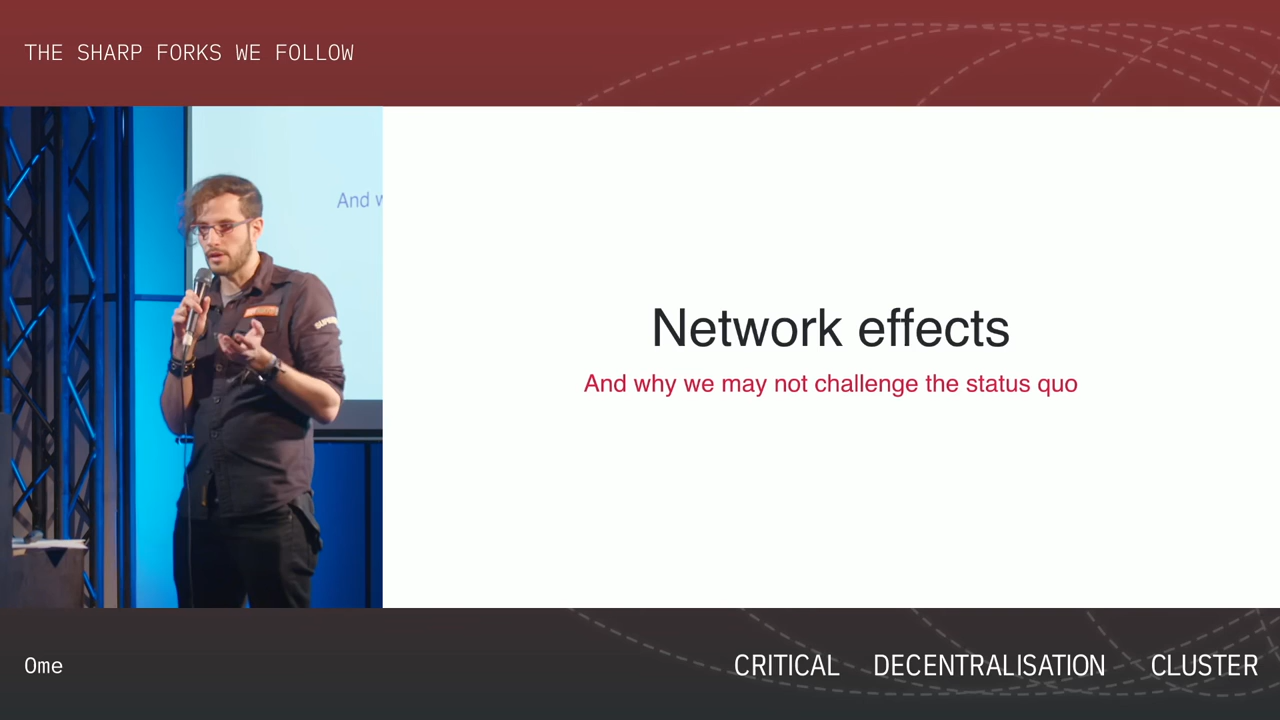 THE SHARP FORKS WE FOLLOW
And w
Network effects
And why we may not challenge the status quo
Ome
CRITICAL DECENTRALISATION CLUSTER